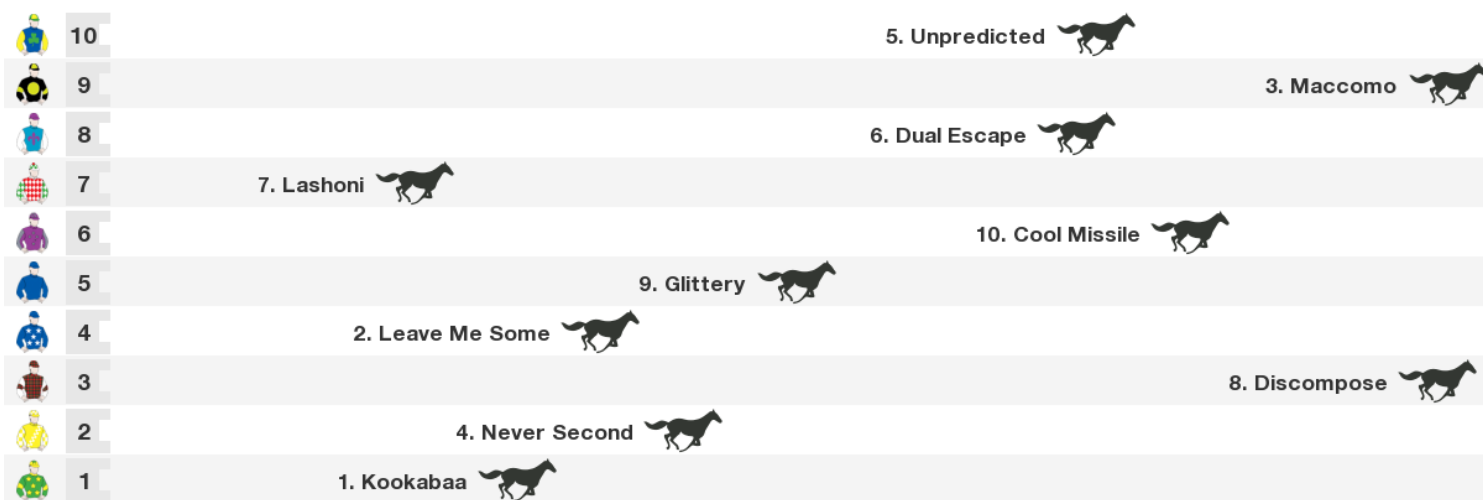 10 5. Unpredicted
9 3. Maccomo
8 6. Dual Escape
7 7. Lashoni
6 10. Cool Missile
5 9. Glittery
4 2. Leave Me Some
3 8. Discompose
2 4. Never Second
1 1. Kookabaa